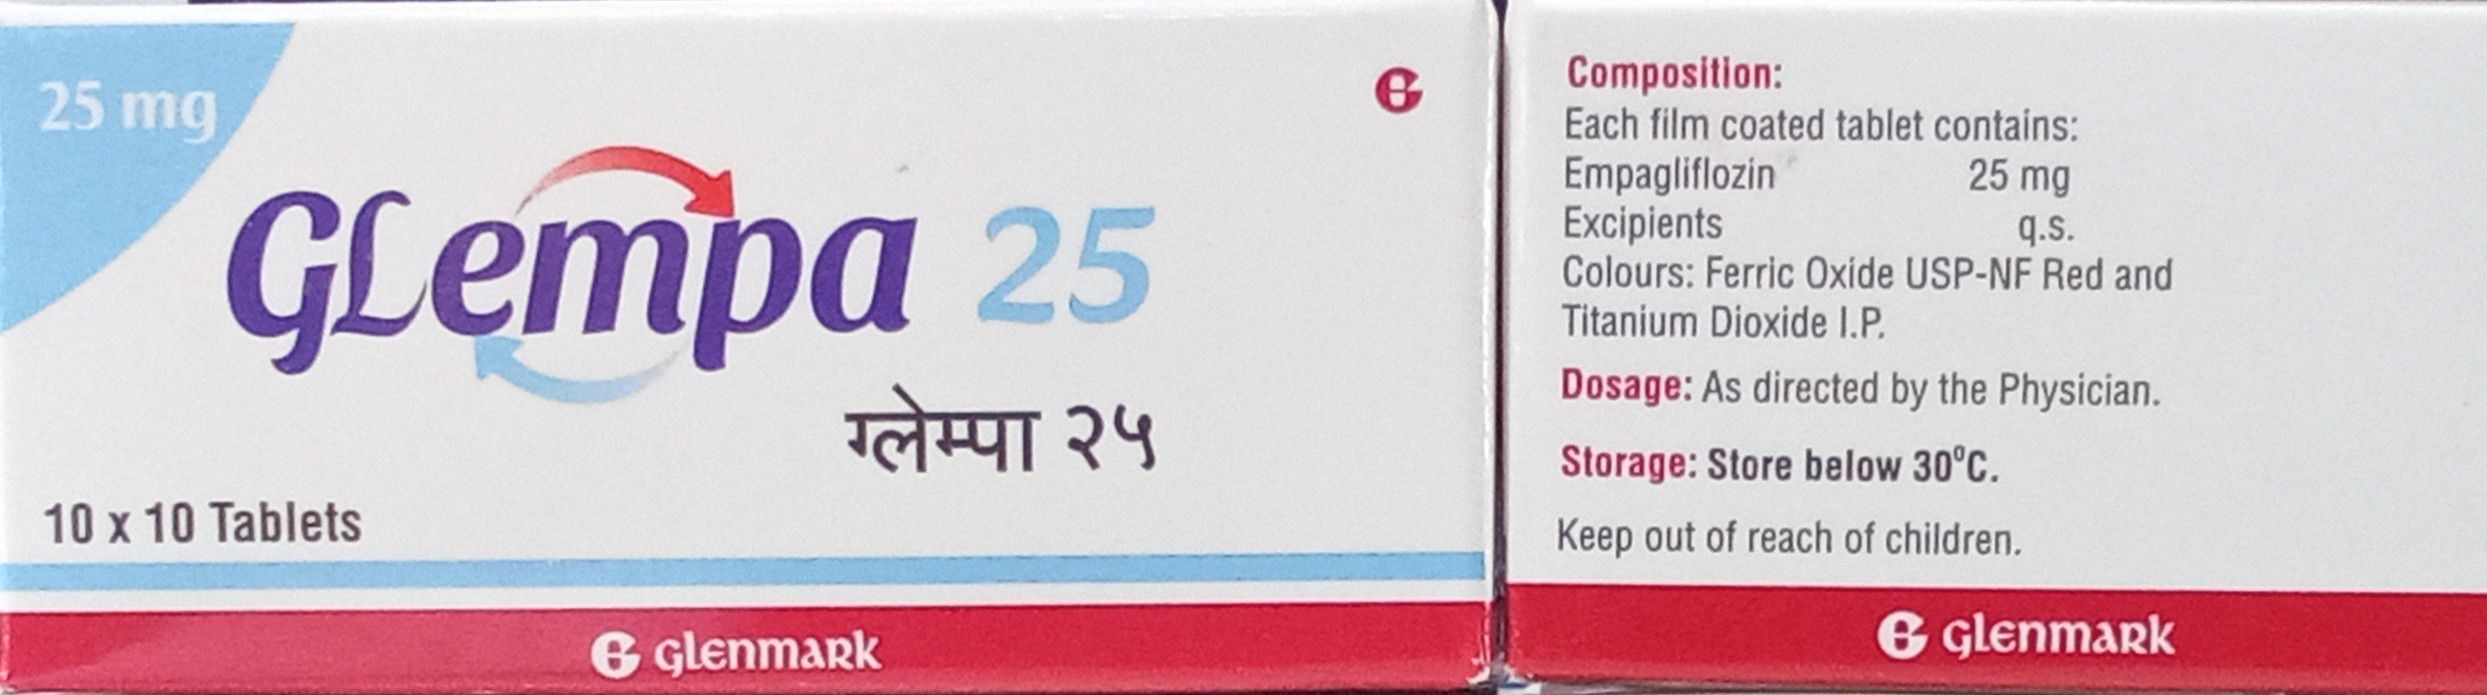 25 mg
GLempa 25
ग्लेम्पा २५
10 x 10 Tablets
glenmark
Composition:
Each film coated tablet contains:
Empagliflozin 25 mg
Excipients q.s.
Colours: Ferric Oxide USP-NF Red and
Titanium Dioxide I.P.
Dosage: As directed by the Physician.
Storage: Store below 30⁰C.
Keep out of reach of children.
glenmark